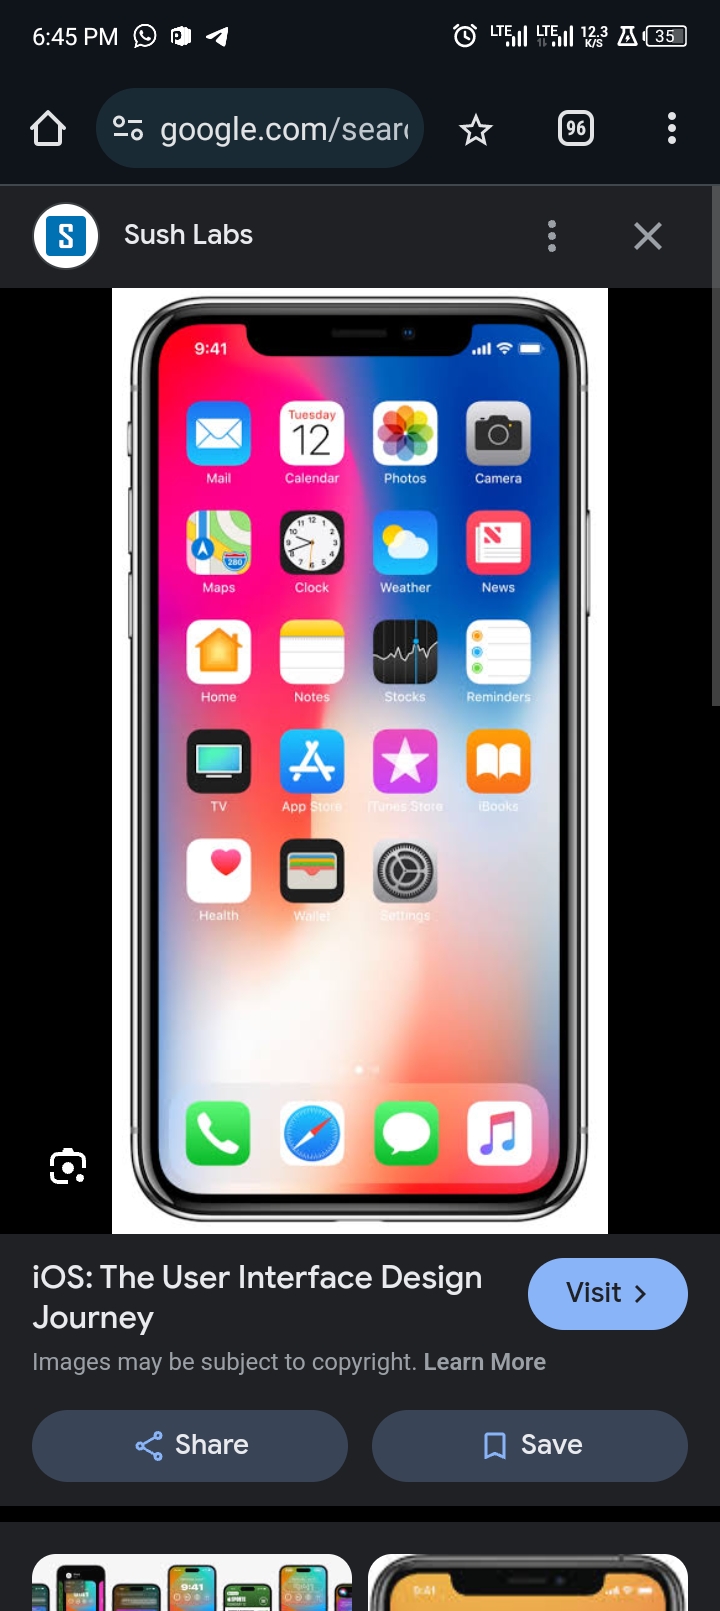 6:45 PM LTE LTE 12.3 K/S 35
google.com/sear
96
S Sush Labs
9:41
Tuesday
12
Mail Calendar Photos Camera
280
Maps Clock Weather News
Home Notes Stocks Reminders
TV App Store iTunes Store iBooks
Health Wallet Settings
iOS: The User Interface Design
Journey
Visit
Images may be subject to copyright. Learn More
Share Save
9:41
9:41